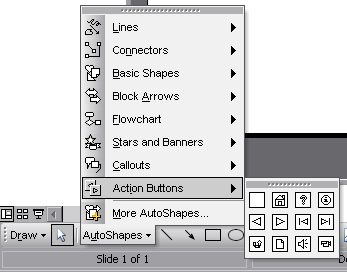 Lines
Connectors
Basic Shapes
Block Arrows
Flowchart
Stars and Banners
Callouts
Action Buttons
More AutoShapes...
Draw AutoShapes
Slide 1 of 1